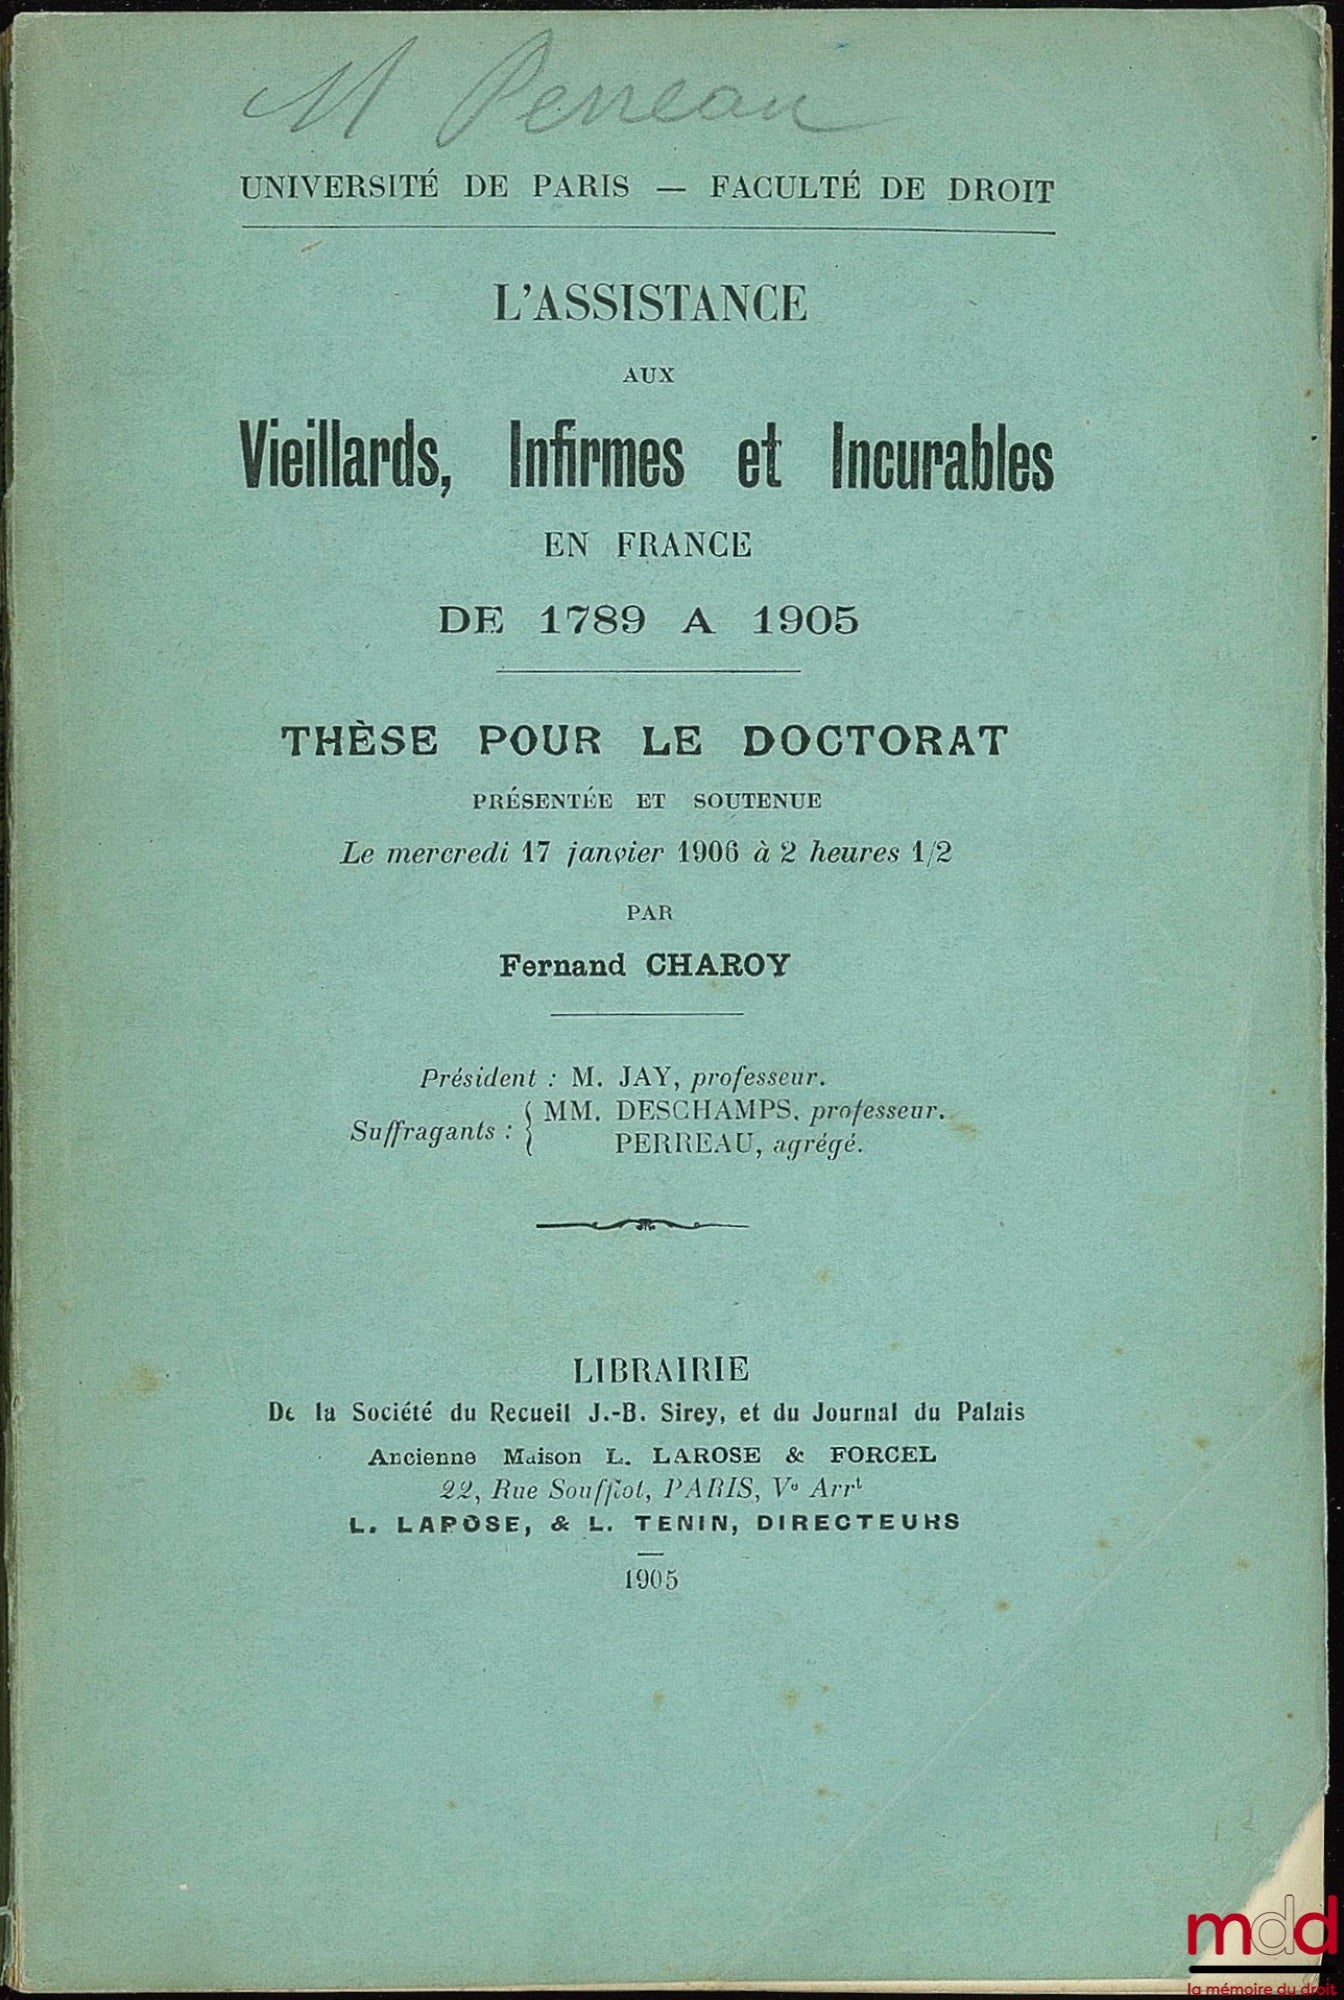 M Perreau
UNIVERSITÉ DE PARIS — FACULTÉ DE DROIT
L'ASSISTANCE
AUX
Vieillards, Infirmes et Incurables
EN FRANCE
DE 1789 A 1905
THÈSE POUR LE DOCTORAT
PRÉSENTÉE ET SOUTENUE
Le mercredi 17 janvier 1906 à 2 heures 1/2
PAR
Fernand CHAROY
Président : M. JAY, professeur.
Suffragants : { MM. DESCHAMPS, professeur.
PERREAU, agrégé.
LIBRAIRIE
De la Société du Recueil J.-B. Sirey, et du Journal du Palais
Ancienne Maison L. LAROSE & FORCEL
22, Rue Soufflot, PARIS, Ve Arrt
L. LAROSE, & L. TENIN, DIRECTEURS
1905
mdd
la mémoire du droit